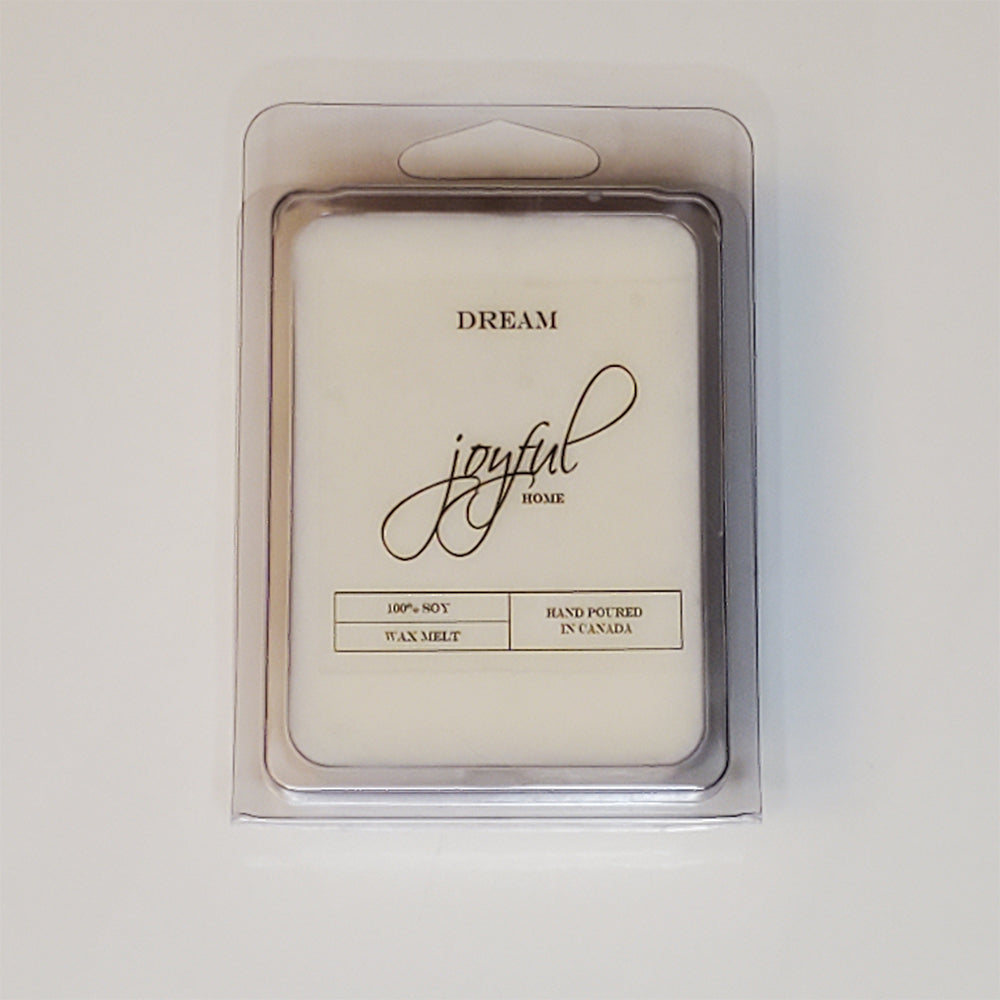 DREAM
joyful
HOME
100% SOY
WAX MELT
HAND POURED
IN CANADA